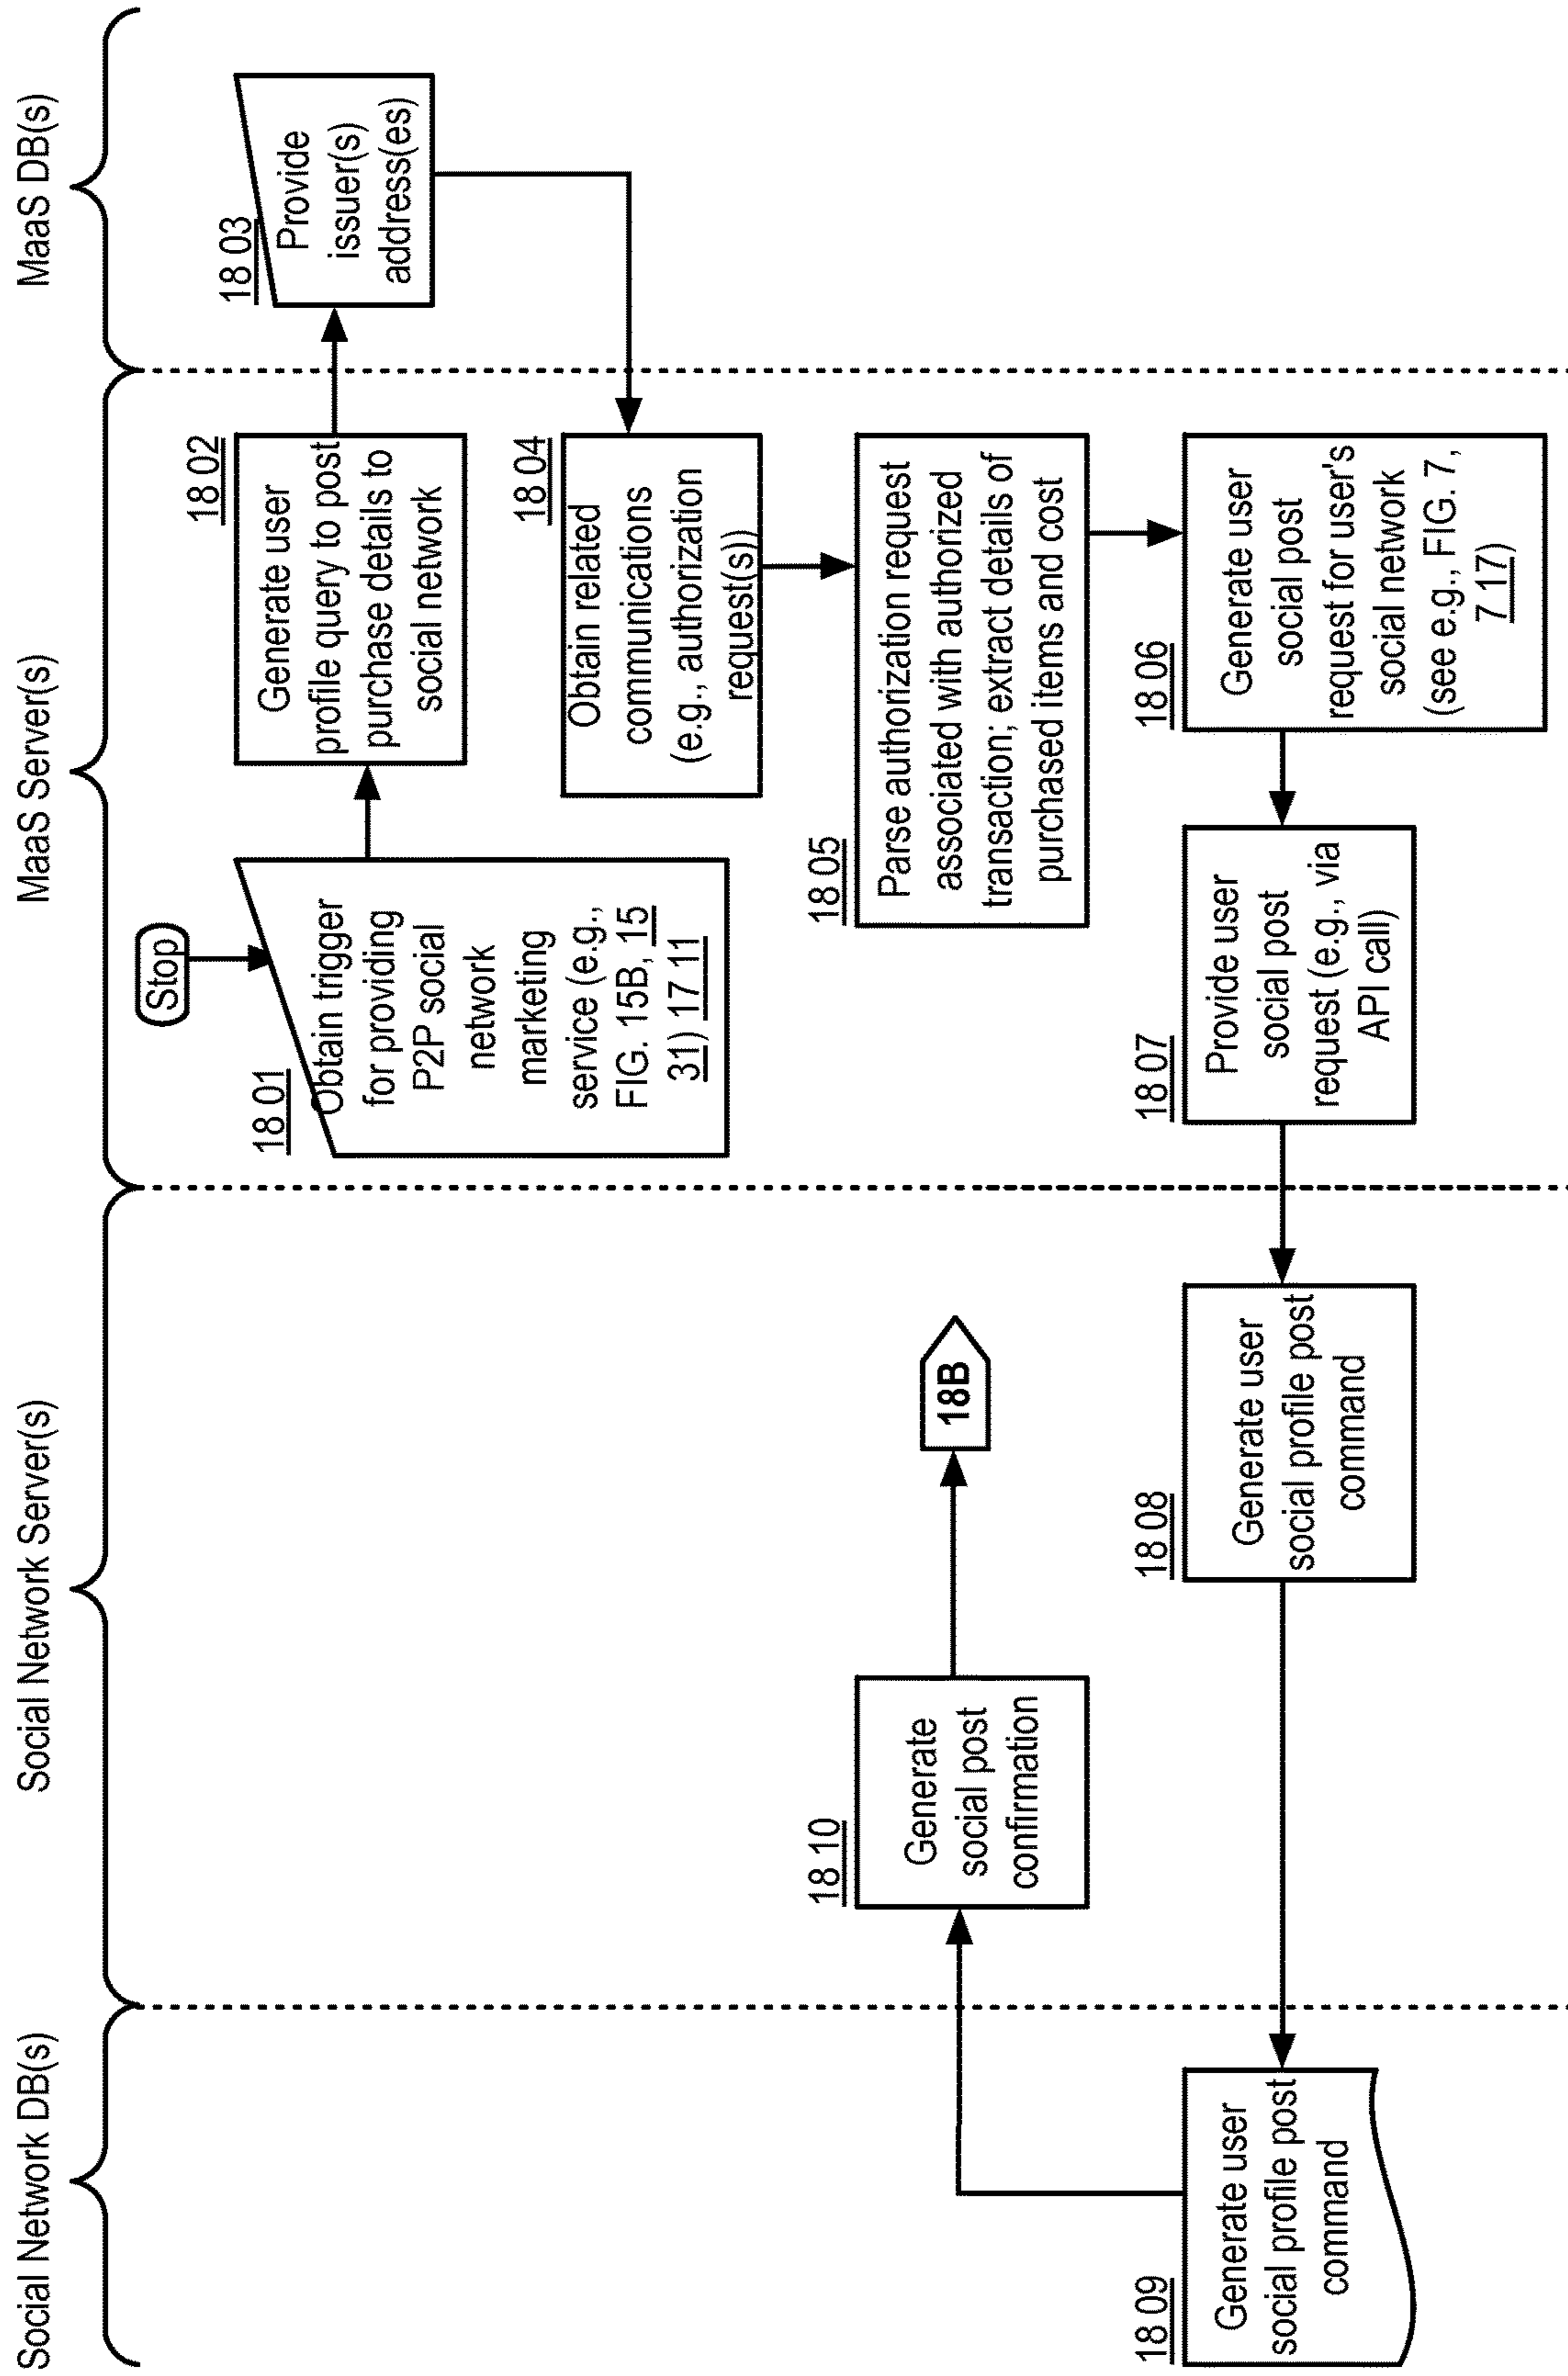 Social Network DB(s)
Social Network Server(s)
MaaS Server(s)
MaaS DB(s)
Stop
18 01
Obtain trigger
for providing
P2P social
network
marketing
service (e.g.,
FIG. 15B, 15
31) 17 11
18 02
Generate user
profile query to post
purchase details to
social network
18 03
Provide
issuer(s)
address(es)
18 04
Obtain related
communications
(e.g., authorization
request(s))
18 05
Parse authorization request
associated with authorized
transaction; extract details of
purchased items and cost
18 06
Generate user
social post
request for user's
social network
(see e.g., FIG. 7,
7 17)
18 07
Provide user
social post
request (e.g., via
API call)
18 08
Generate user
social profile post
command
18 09
Generate user
social profile post
command
18 10
Generate
social post
confirmation
18B